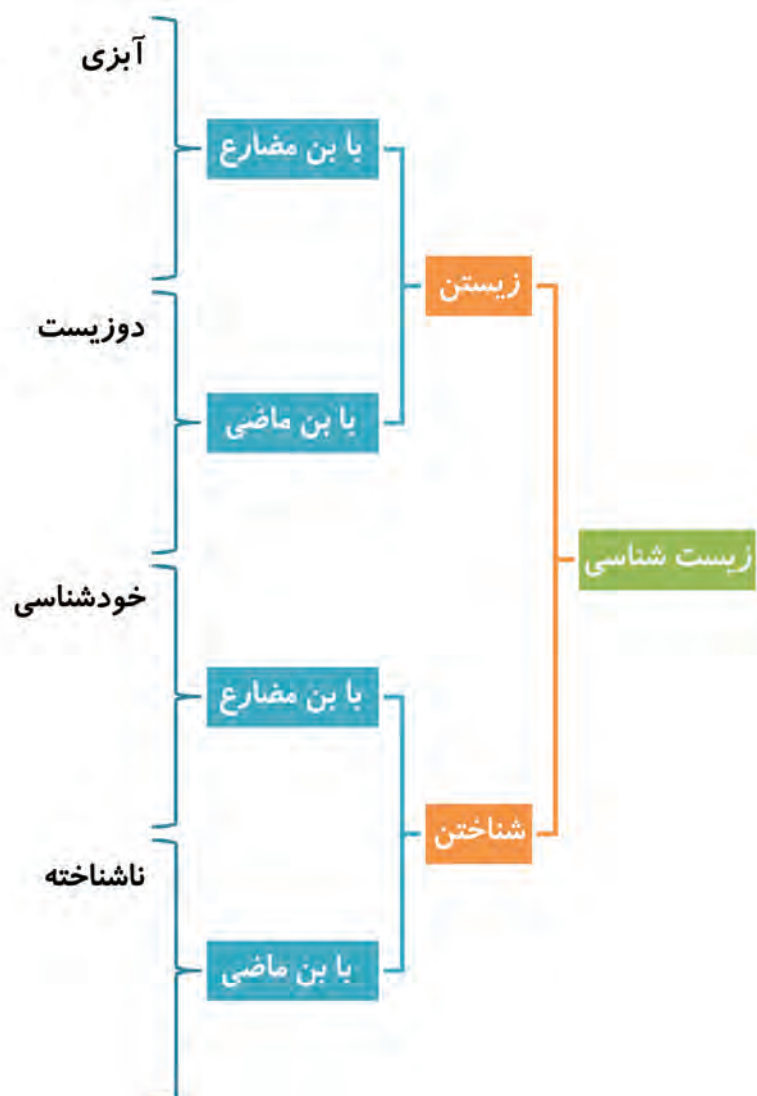 زیست شناسی
زیستن
با بن مضارع
آبزی
با بن ماضی
دوزیست
شناختن
با بن مضارع
خودشناسی
با بن ماضی
ناشناخته